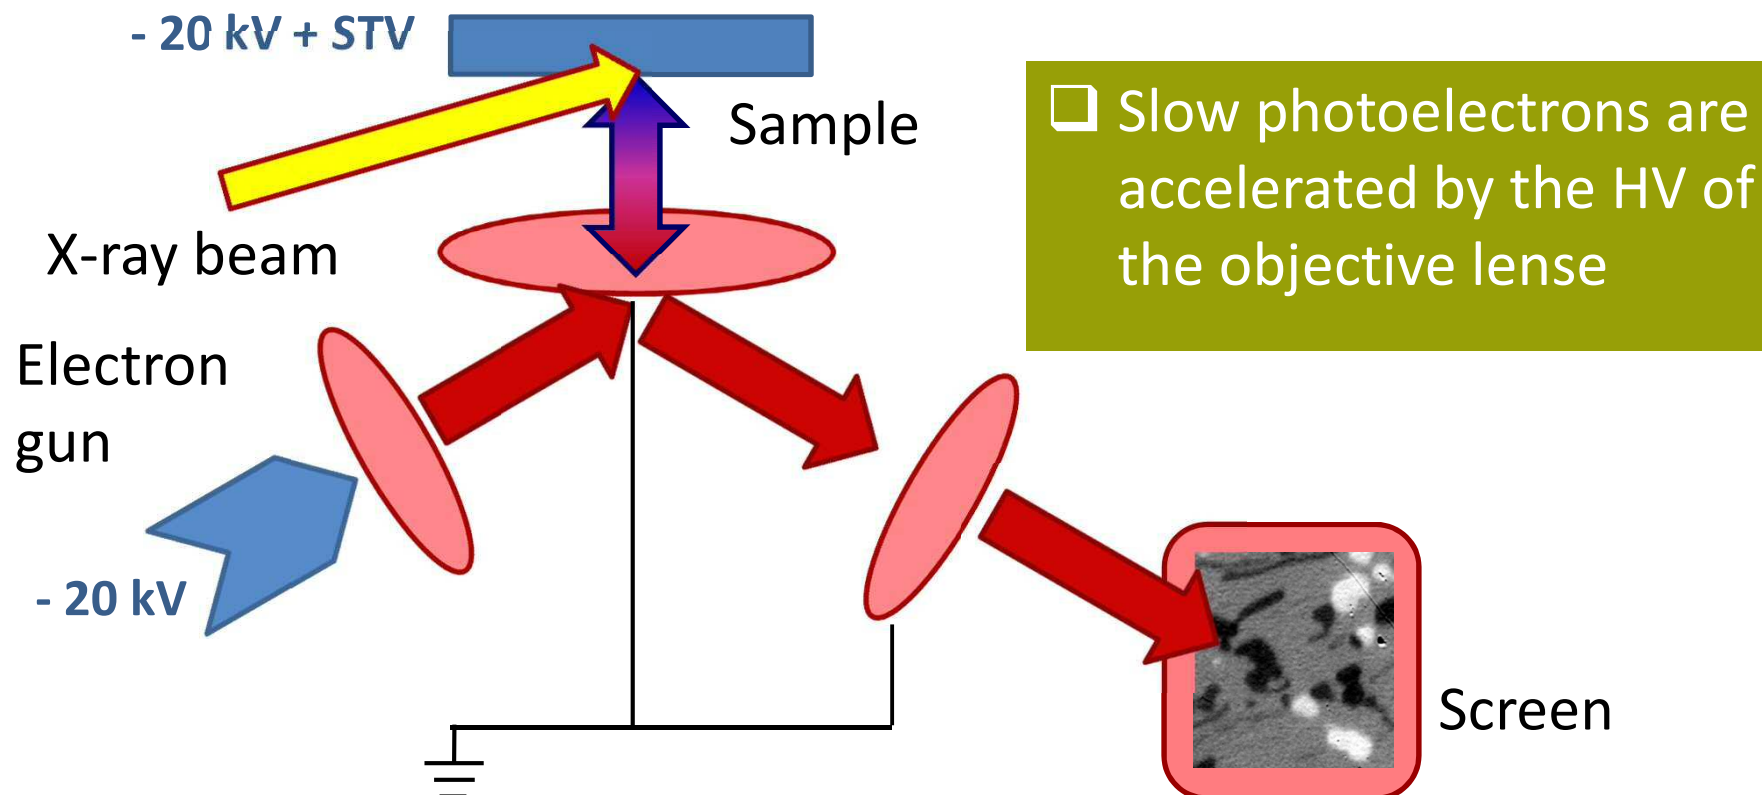 - 20 kV + STV
Sample
❑ Slow photoelectrons are
accelerated by the HV of
the objective lense
X-ray beam
Electron
gun
- 20 kV
Screen